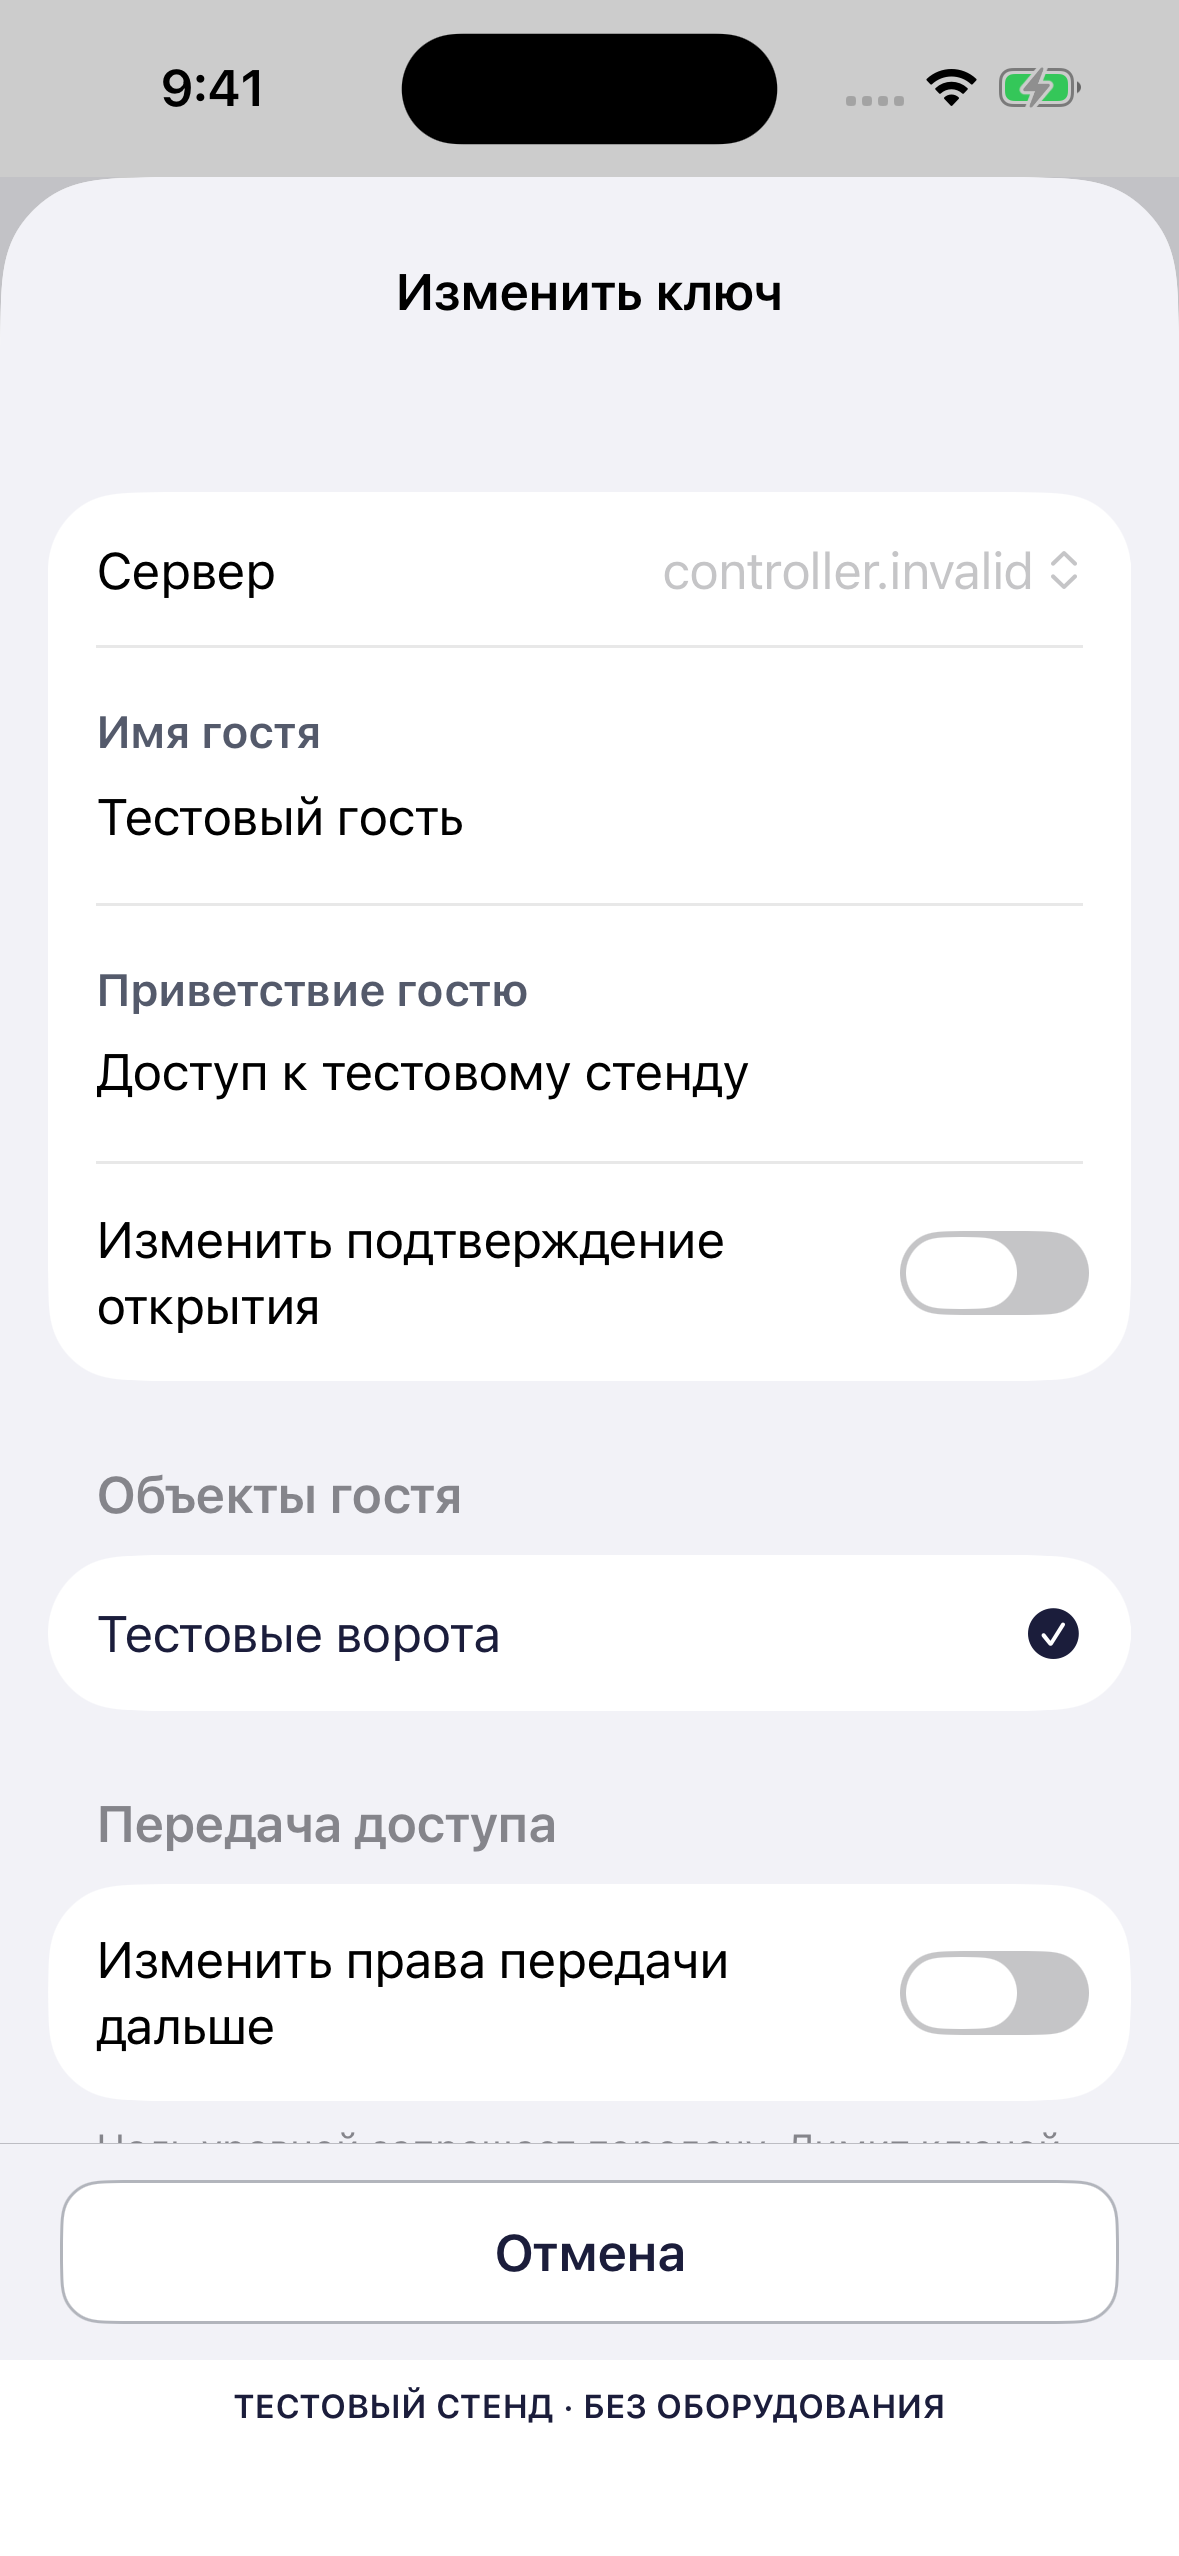 9:41
Изменить ключ
Сервер controller.invalid
Имя гостя
Тестовый гость
Приветствие гостю
Доступ к тестовому стенду
Изменить подтверждение
открытия
Объекты гостя
Тестовые ворота
Передача доступа
Изменить права передачи
дальше
Отмена
ТЕСТОВЫЙ СТЕНД · БЕЗ ОБОРУДОВАНИЯ